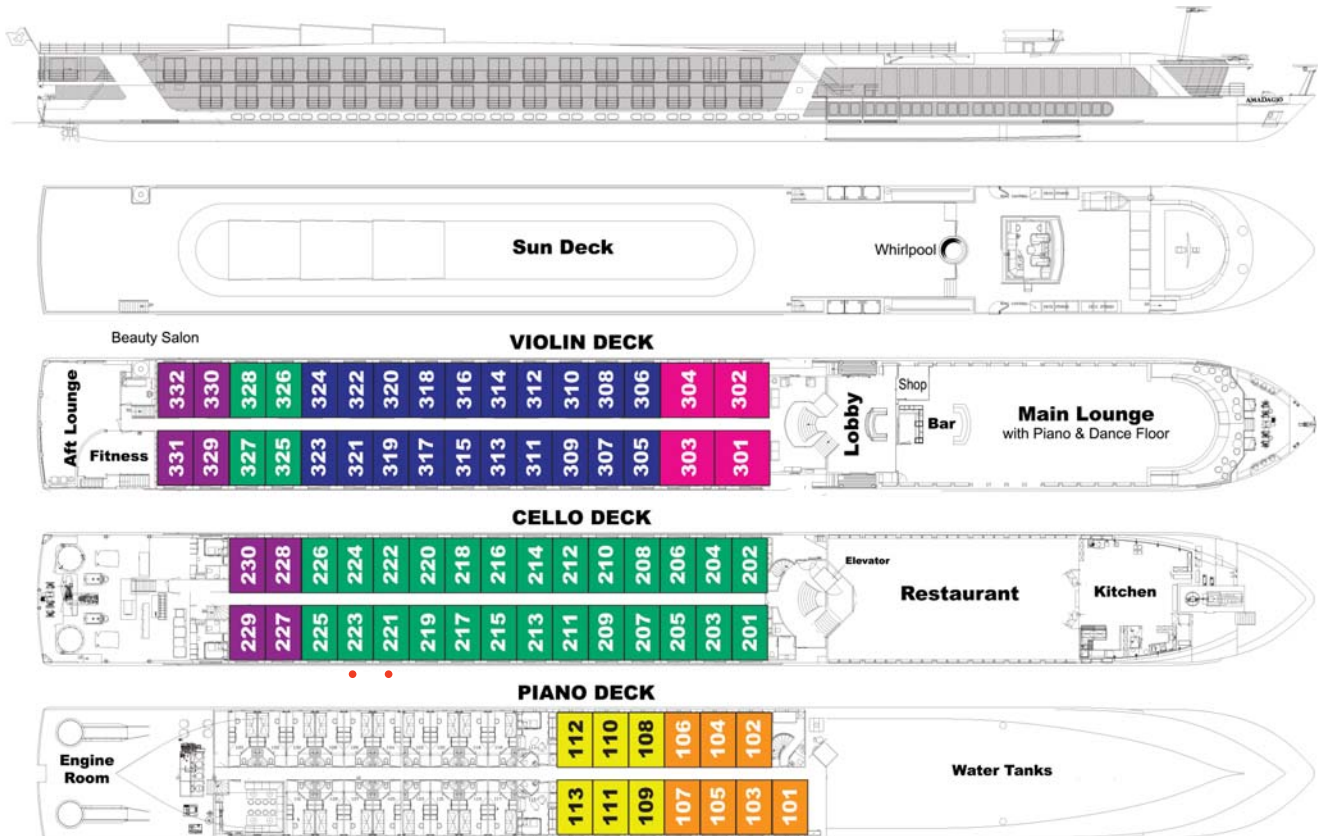 AMADAGIO
Sun Deck
Whirlpool
Beauty Salon
VIOLIN DECK
Aft Lounge
Fitness
332 330 328 326 324 322 320 318 316 314 312 310 308 306 304 302
331 329 327 325 323 321 319 317 315 313 311 309 307 305 303 301
Lobby
Shop
Bar
Main Lounge
with Piano & Dance Floor
CELLO DECK
230 228 226 224 222 220 218 216 214 212 210 208 206 204 202
229 227 225 223 221 219 217 215 213 211 209 207 205 203 201
Elevator
Restaurant
Kitchen
PIANO DECK
Engine
Room
112 110 108 106 104 102
113 111 109 107 105 103 101
Water Tanks